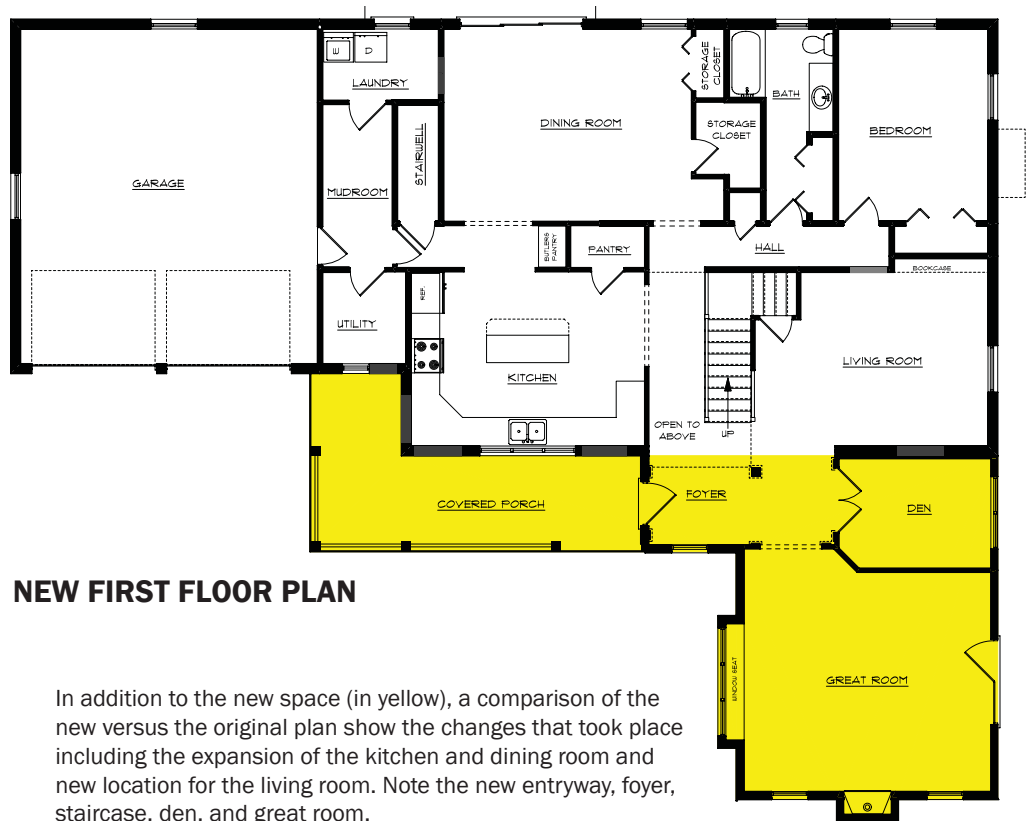 E
D
LAUNDRY
STORAGE
CLOSET
BATH
STORAGE
CLOSET
DINING ROOM
BEDROOM
STAIRWELL
GARAGE
MUDROOM
BUTLERS
PANTRY
PANTRY
HALL
BOOKCASE
REF.
UTILITY
KITCHEN
LIVING ROOM
OPEN TO
ABOVE
UP
FOYER
COVERED PORCH
DEN
NEW FIRST FLOOR PLAN
WINDOW SEAT
GREAT ROOM
In addition to the new space (in yellow), a comparison of the
new versus the original plan show the changes that took place
including the expansion of the kitchen and dining room and
new location for the living room. Note the new entryway, foyer,
staircase, den, and great room.